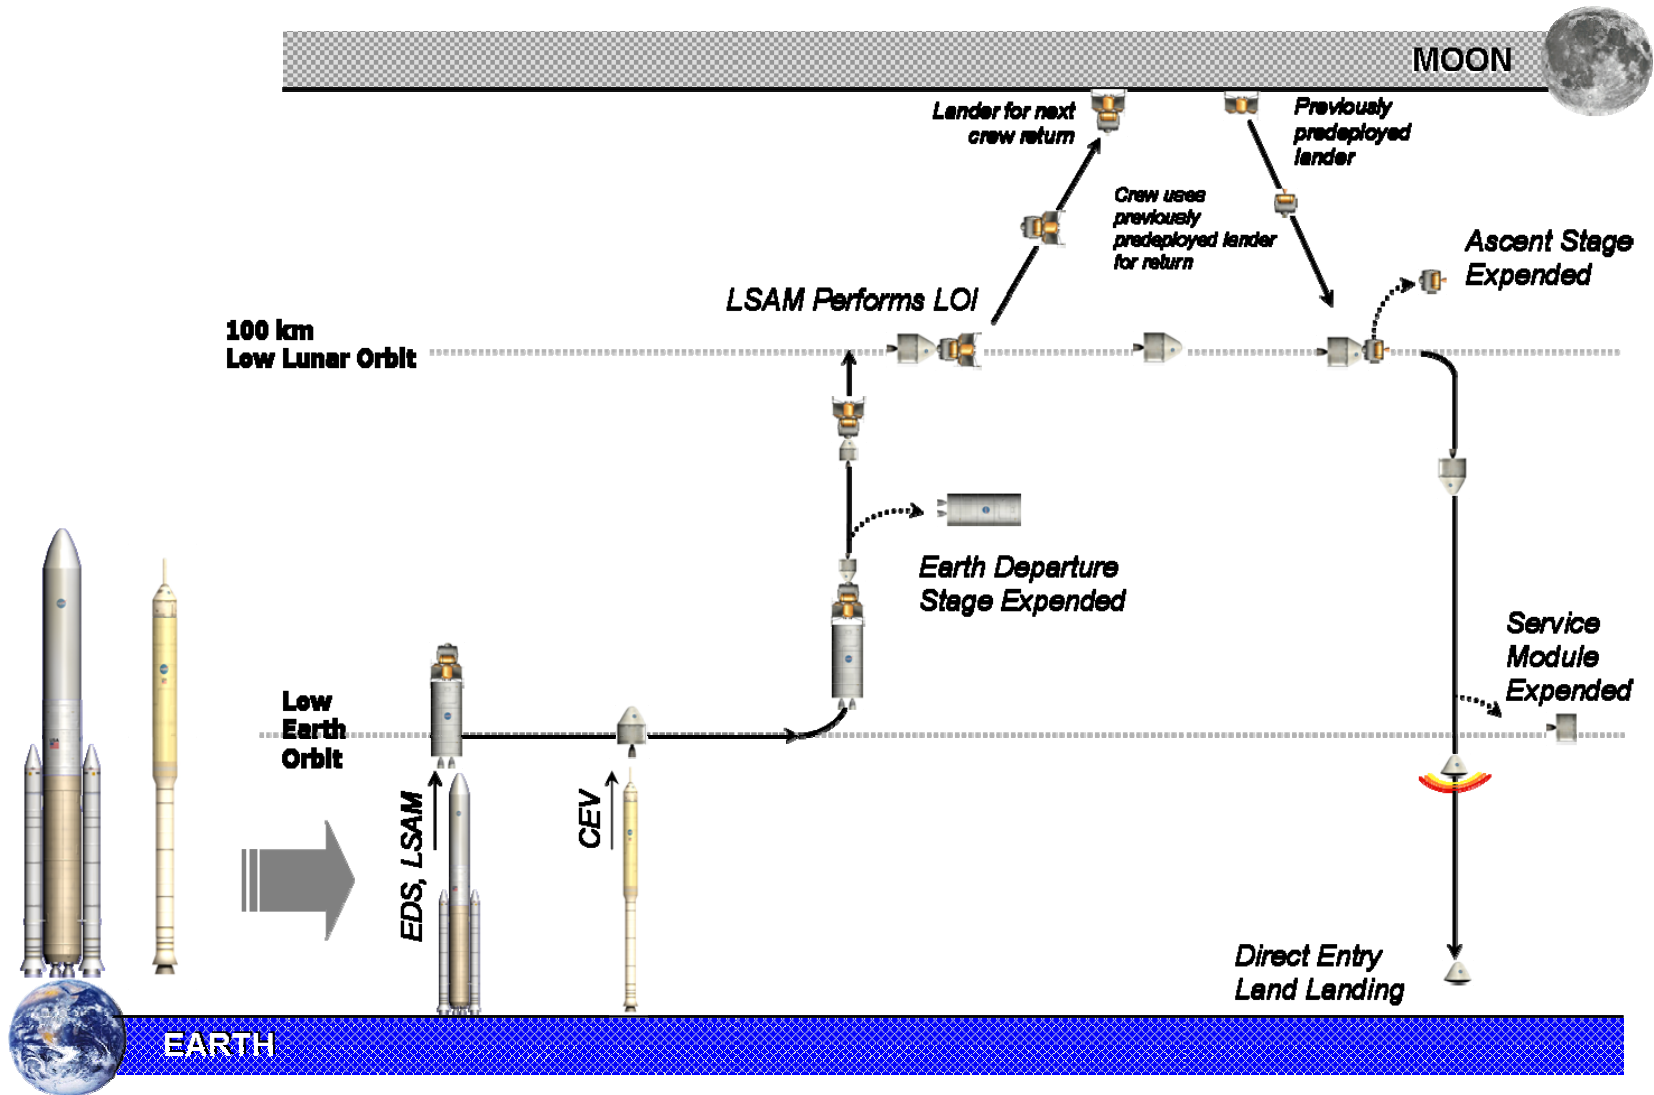 MOON
Lander for next
crew return
Previously
predeployed
lander
Crew uses
previously
predeployed lander
for return
Ascent Stage
Expended
LSAM Performs LOI
100 km
Low Lunar Orbit
Earth Departure
Stage Expended
Service
Module
Expended
Low
Earth
Orbit
EDS, LSAM
CEV
Direct Entry
Land Landing
EARTH